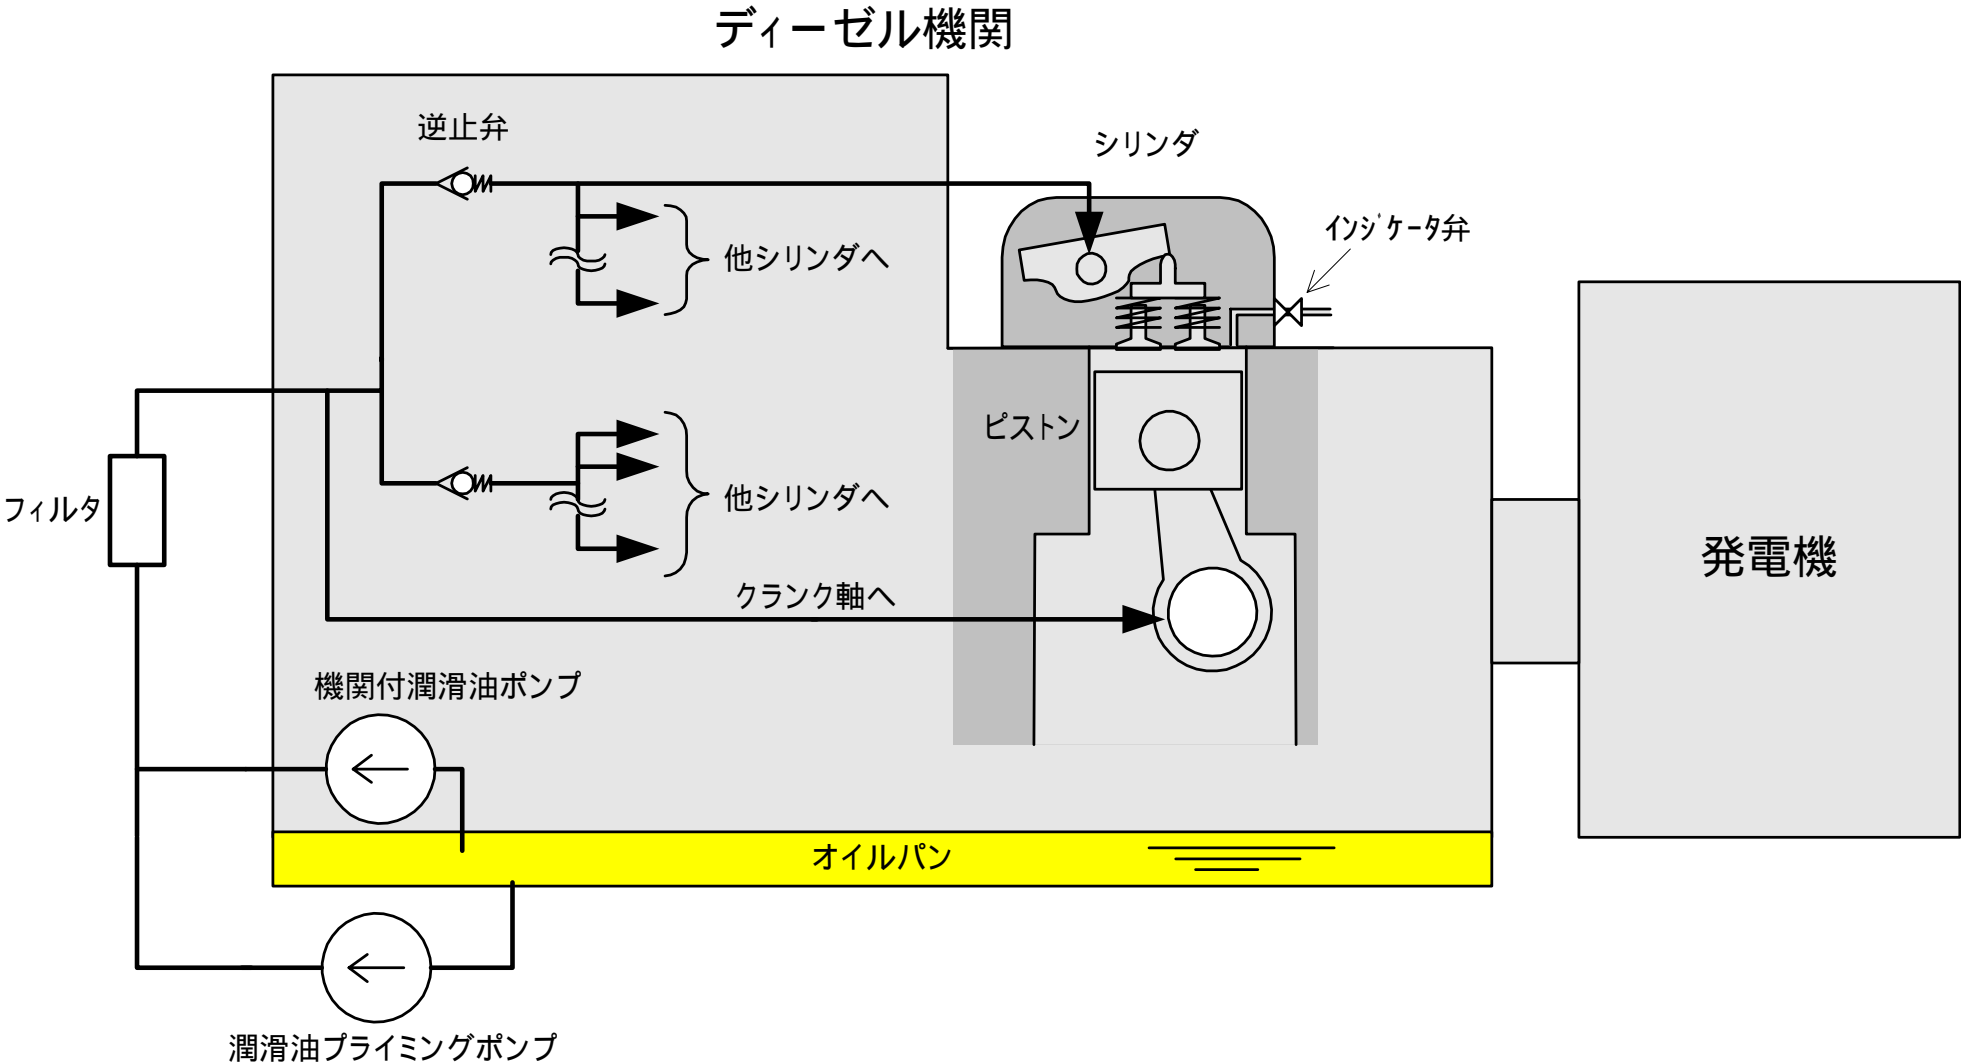 ディーゼル機関
逆止弁
シリンダ
他シリンダへ
インジケータ弁
ピストン
フィルタ
他シリンダへ
発電機
クランク軸へ
機関付潤滑油ポンプ
オイルパン
潤滑油プライミングポンプ